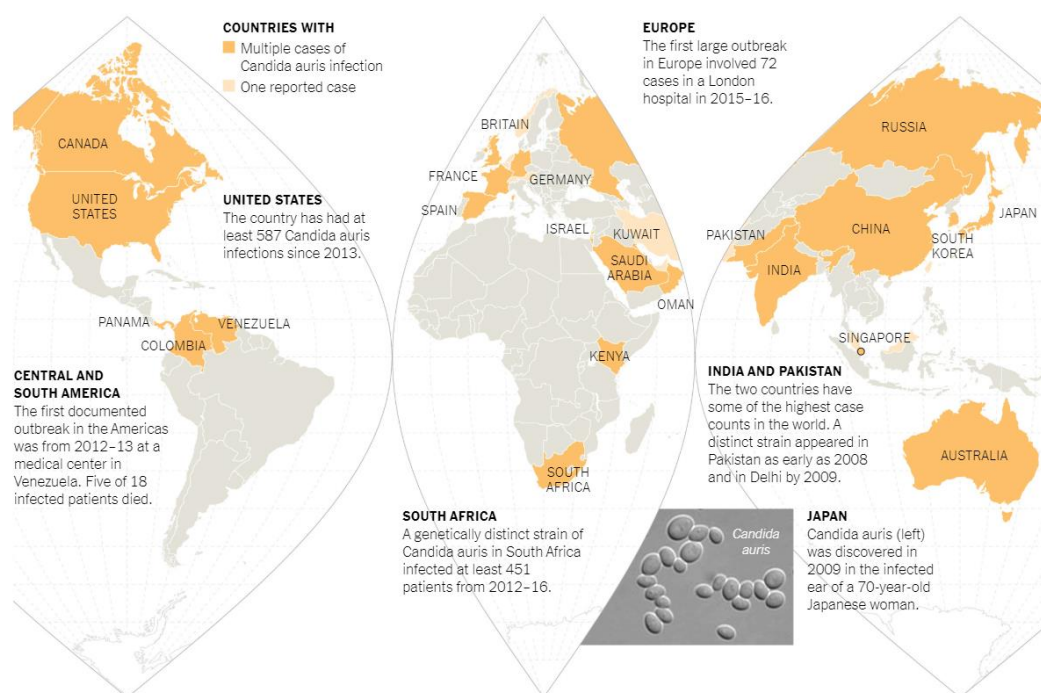 COUNTRIES WITH
Multiple cases of
Candida auris infection
One reported case
EUROPE
The first large outbreak
in Europe involved 72
cases in a London
hospital in 2015–16.
CANADA
UNITED
STATES
UNITED STATES
The country has had at
least 587 Candida auris
infections since 2013.
PANAMA
VENEZUELA
COLOMBIA
CENTRAL AND
SOUTH AMERICA
The first documented
outbreak in the Americas
was from 2012–13 at a
medical center in
Venezuela. Five of 18
infected patients died.
BRITAIN
FRANCE
GERMANY
SPAIN
ISRAEL
KUWAIT
SAUDI
ARABIA
OMAN
KENYA
SOUTH
AFRICA
SOUTH AFRICA
A genetically distinct strain of
Candida auris in South Africa
infected at least 451
patients from 2012–16.
RUSSIA
JAPAN
PAKISTAN
CHINA
SOUTH
KOREA
INDIA
SINGAPORE
INDIA AND PAKISTAN
The two countries have
some of the highest case
counts in the world. A
distinct strain appeared in
Pakistan as early as 2008
and in Delhi by 2009.
AUSTRALIA
Candida
auris
JAPAN
Candida auris (left)
was discovered in
2009 in the infected
ear of a 70-year-old
Japanese woman.